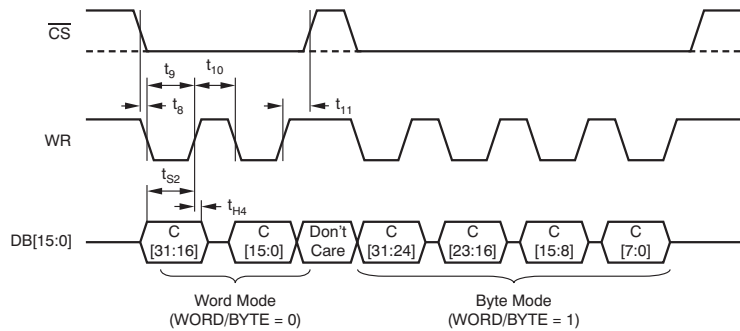 CS
t9 t10
t8 t11
WR
tS2
tH4
DB[15:0]
C
[31:16]
C
[15:0]
Don't
Care
C
[31:24]
C
[23:16]
C
[15:8]
C
[7:0]
Word Mode
(WORD/BYTE = 0)
Byte Mode
(WORD/BYTE = 1)